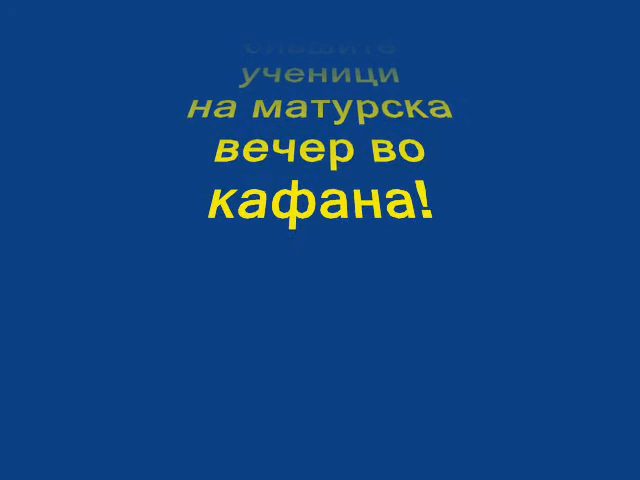 ученици
на матурска
вечер во
кафана!